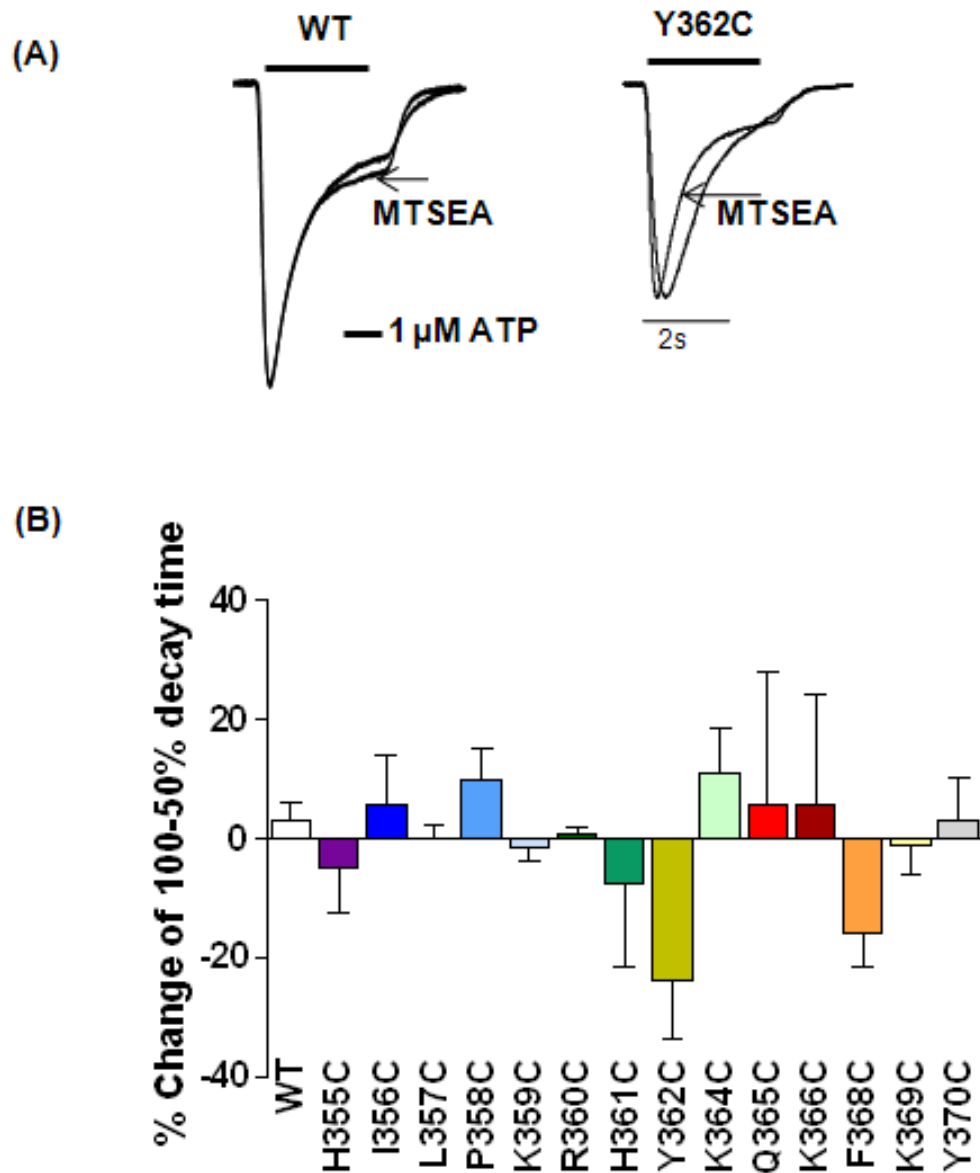 (A)
WT
Y362C
MTSEA
MTSEA
1 µM ATP
2s
(B)
% Change of 100-50% decay time
40
20
0
-20
-40
WT
H355C
I356C
L357C
P358C
K359C
R360C
H361C
Y362C
K364C
Q365C
K366C
F368C
K369C
Y370C